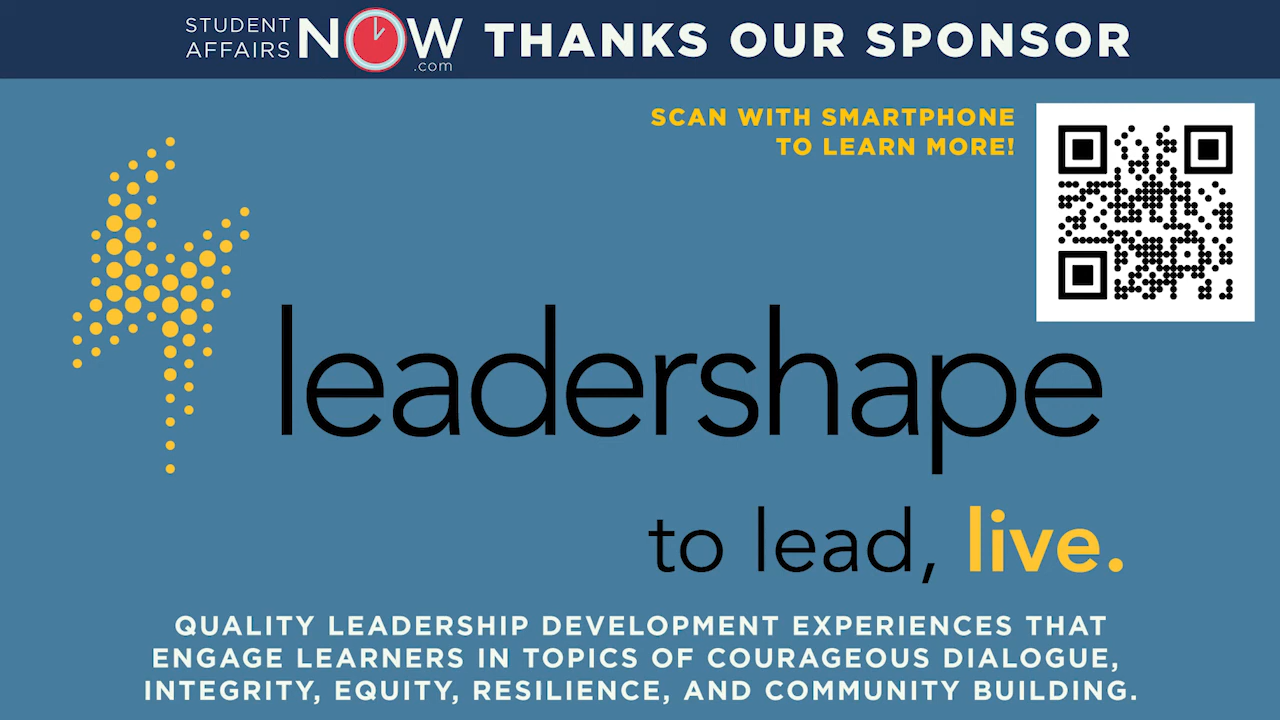 STUDENT
AFFAIRS
NOW
.com
THANKS OUR SPONSOR
SCAN WITH SMARTPHONE
TO LEARN MORE!
leadershape
to lead, live.
QUALITY LEADERSHIP DEVELOPMENT EXPERIENCES THAT
ENGAGE LEARNERS IN TOPICS OF COURAGEOUS DIALOGUE,
INTEGRITY, EQUITY, RESILIENCE, AND COMMUNITY BUILDING.